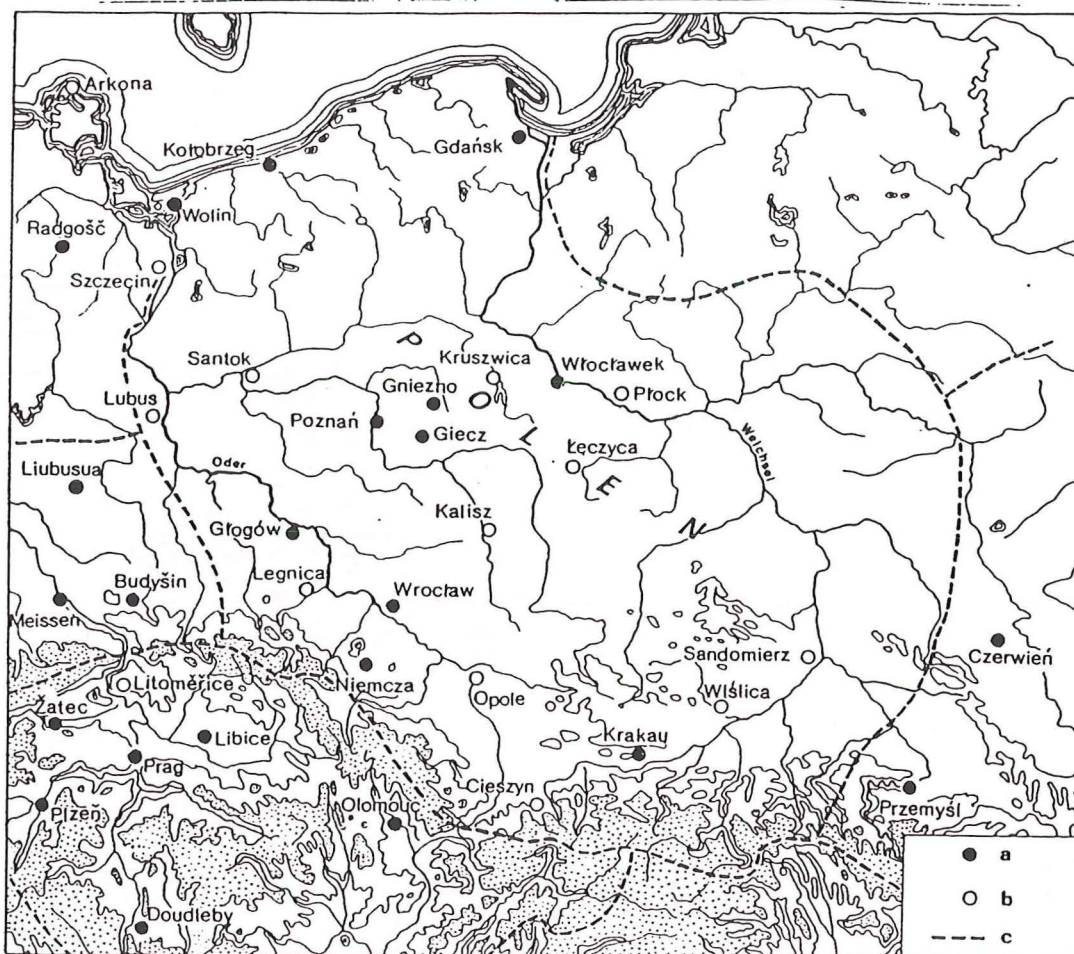 Arkona
Kołobrzeg
Gdańsk
Wolin
Radgošč
Szczecin
Santok
Kruszwica
Włocławek
Gniezno
Płock
Lubus
Poznań
Giecz
Łęczyca
Weichsel
POLEN
Liubusua
Oder
Kalisz
Głogów
Budyšin
Legnica
Wrocław
Meissen
Sandomierz
Czerwień
Litoměřice
Niemcza
Opole
Wiślica
Žatec
Libice
Krakau
Prag
Cieszyn
Plzeň
Olomouc
Przemyśl
Doudleby
a
b
c